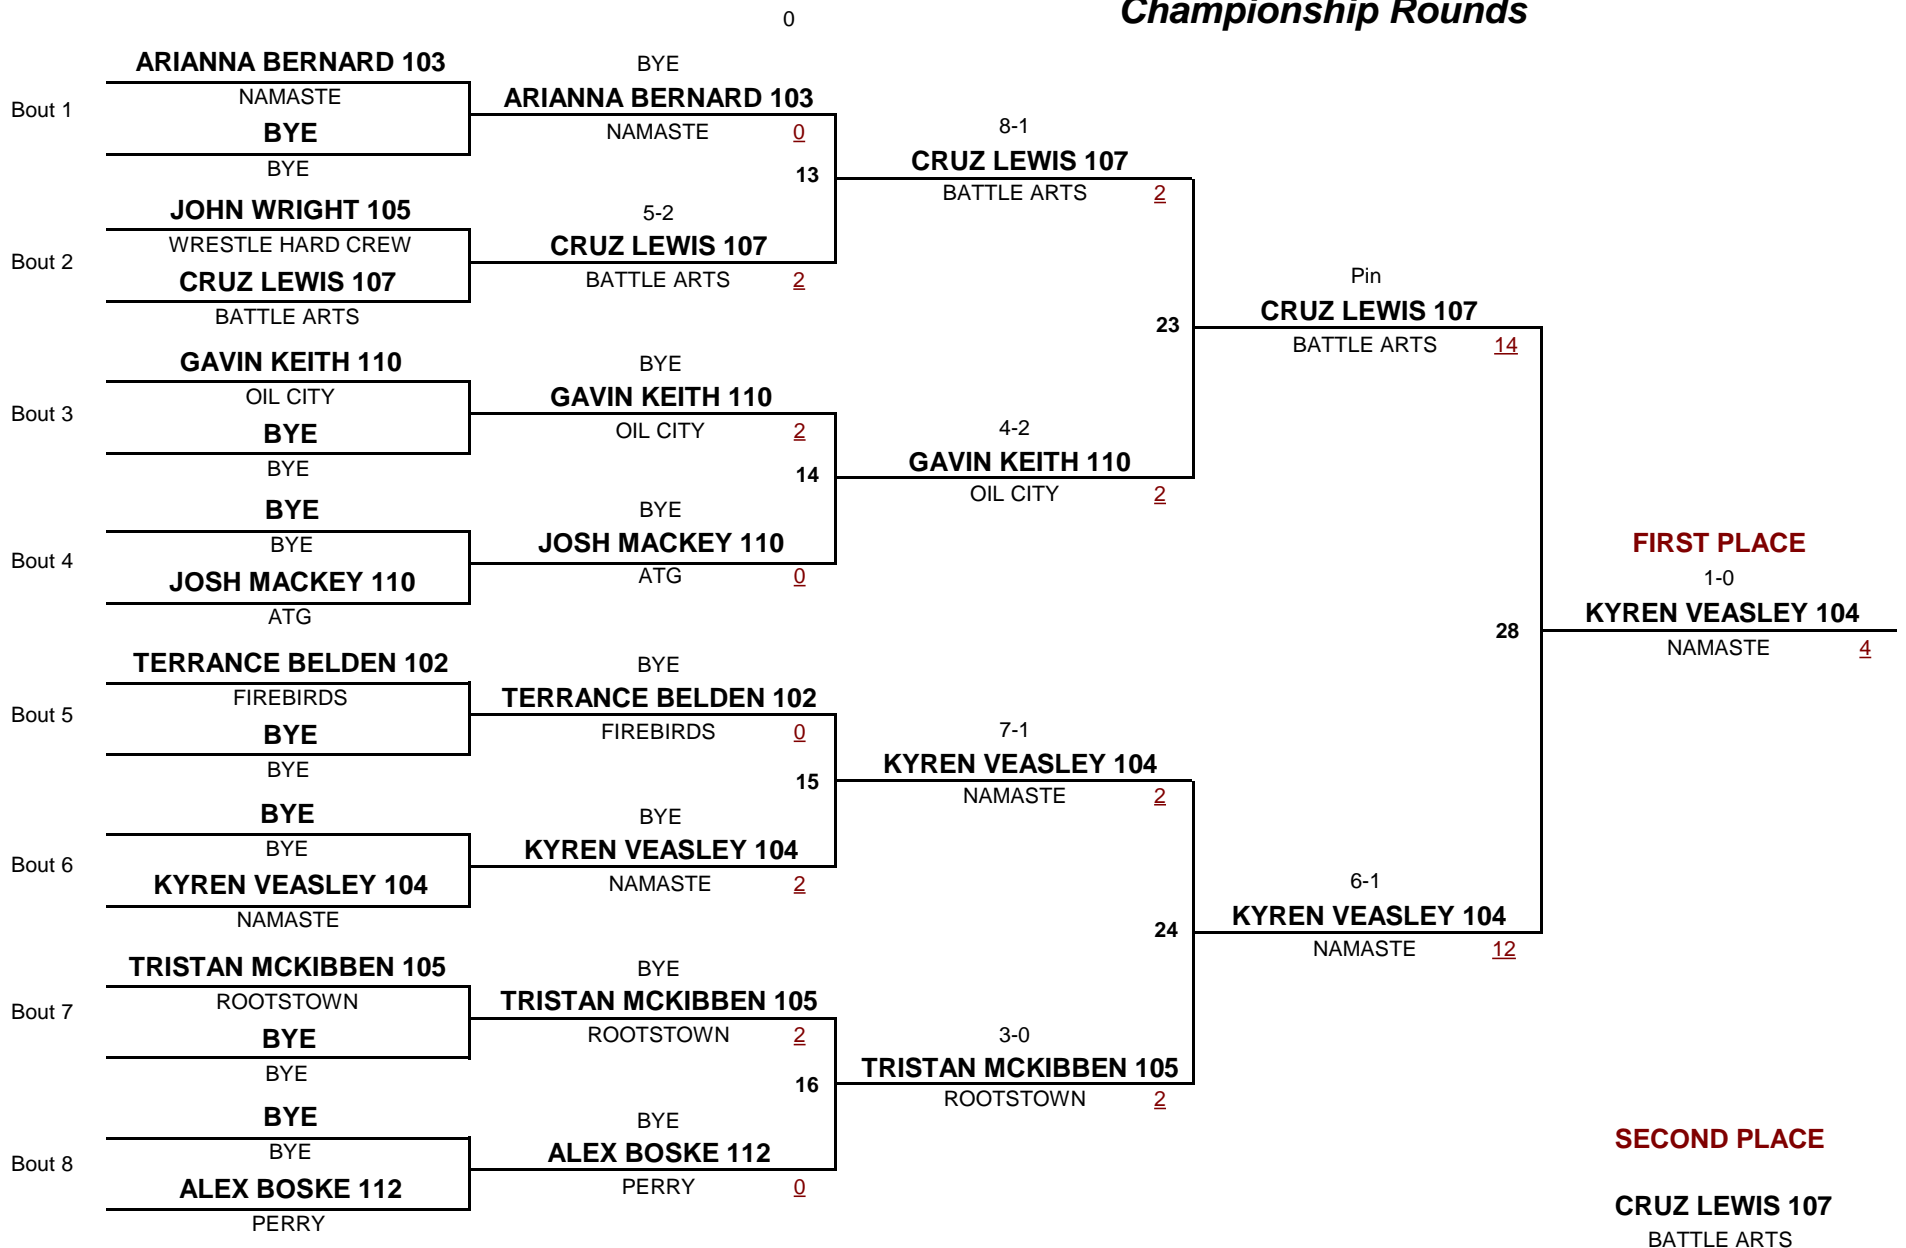 Championship Rounds
0
ARIANNA BERNARD 103
NAMASTE
Bout 1
BYE
BYE
JOHN WRIGHT 105
WRESTLE HARD CREW
Bout 2
CRUZ LEWIS 107
BATTLE ARTS
GAVIN KEITH 110
OIL CITY
Bout 3
BYE
BYE
BYE
BYE
Bout 4
JOSH MACKEY 110
ATG
TERRANCE BELDEN 102
FIREBIRDS
Bout 5
BYE
BYE
BYE
BYE
Bout 6
KYREN VEASLEY 104
NAMASTE
TRISTAN MCKIBBEN 105
ROOTSTOWN
Bout 7
BYE
BYE
BYE
BYE
Bout 8
ALEX BOSKE 112
PERRY
BYE
ARIANNA BERNARD 103
NAMASTE 0
13
5-2
CRUZ LEWIS 107
BATTLE ARTS 2
BYE
GAVIN KEITH 110
OIL CITY 2
14
BYE
JOSH MACKEY 110
ATG 0
BYE
TERRANCE BELDEN 102
FIREBIRDS 0
15
BYE
KYREN VEASLEY 104
NAMASTE 2
BYE
TRISTAN MCKIBBEN 105
ROOTSTOWN 2
16
BYE
ALEX BOSKE 112
PERRY 0
8-1
CRUZ LEWIS 107
BATTLE ARTS 2
23
4-2
GAVIN KEITH 110
OIL CITY 2
7-1
KYREN VEASLEY 104
NAMASTE 2
24
3-0
TRISTAN MCKIBBEN 105
ROOTSTOWN 2
Pin
CRUZ LEWIS 107
BATTLE ARTS 14
28
6-1
KYREN VEASLEY 104
NAMASTE 12
FIRST PLACE
1-0
KYREN VEASLEY 104
NAMASTE 4
SECOND PLACE
CRUZ LEWIS 107
BATTLE ARTS